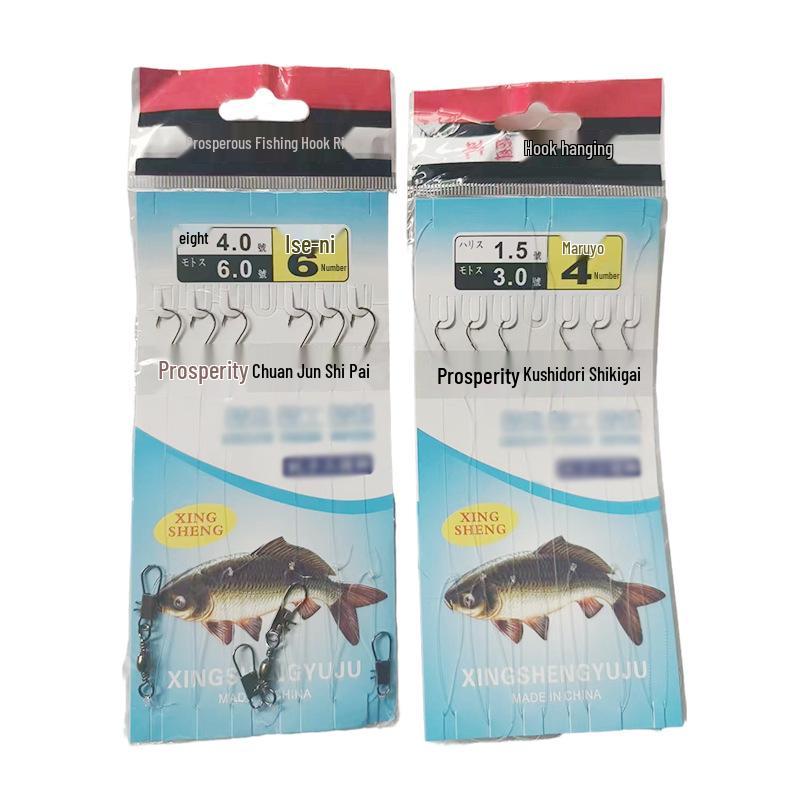 Prosperous Fishing Hook Ri
eight 4.0 號
モトス 6.0 號
Ise-ni
6 Number
Prosperity Chuan Jun Shi Pai
XING
SHENG
XINGSHENGYUJU
MADE IN CHINA
Hook hanging
ハリス 1.5 號
モトス 3.0 號
Maruyo
4 Number
Prosperity Kushidori Shikigai
XING
SHENG
XINGSHENGYUJU
MADE IN CHINA